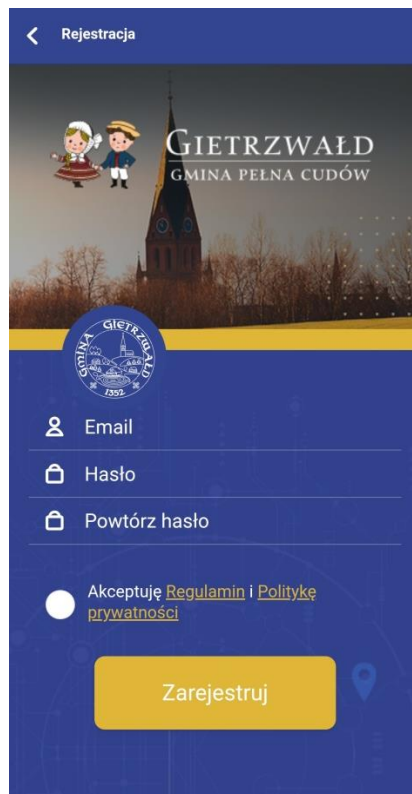 Rejestracja
GIETRZWAŁD
GMINA PEŁNA CUDÓW
GMINA GIETRZWAŁD
1352
Email
Hasło
Powtórz hasło
Akceptuję Regulamin i Politykę
prywatności
Zarejestruj